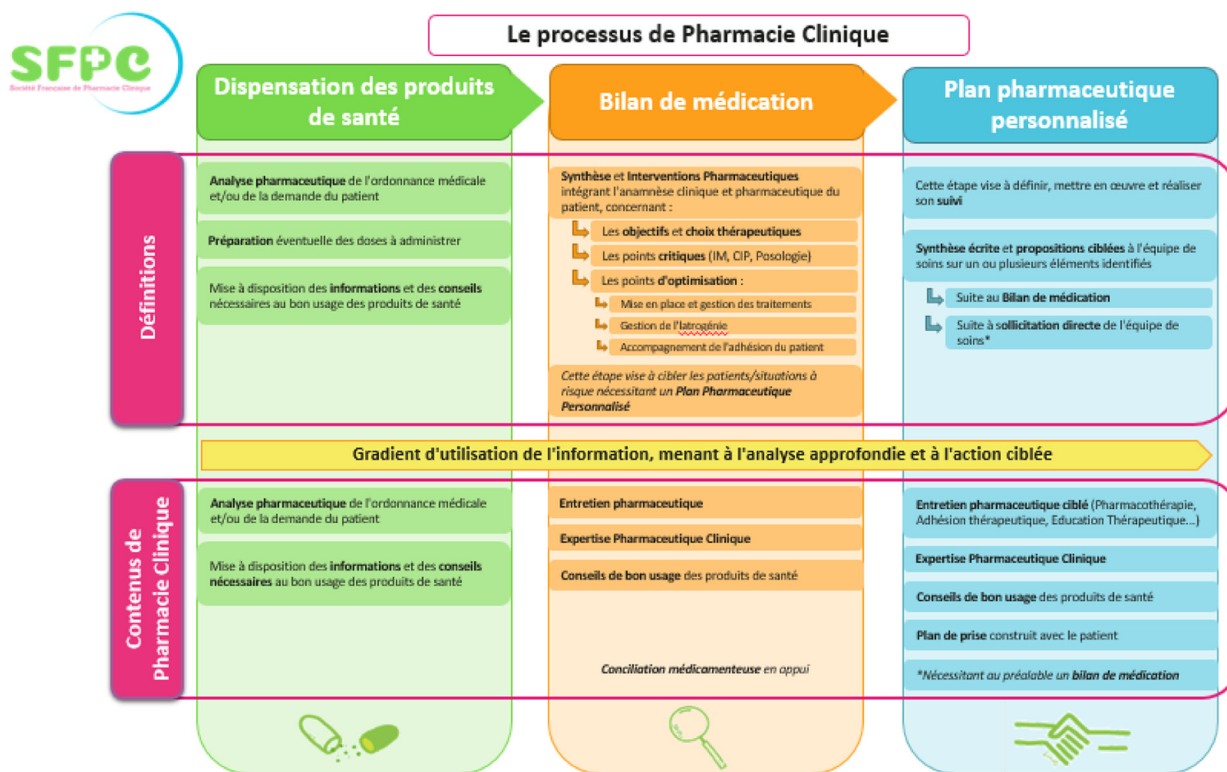 SFPC
Société Française de Pharmacie Clinique
Le processus de Pharmacie Clinique
Dispensation des produits
de santé
Bilan de médication
Plan pharmaceutique
personnalisé
Définitions
Analyse pharmaceutique de l'ordonnance médicale
et/ou de la demande du patient
Préparation éventuelle des doses à administrer
Mise à disposition des informations et des conseils
nécessaires au bon usage des produits de santé
Synthèse et Interventions Pharmaceutiques
intégrant l'anamnèse clinique et pharmaceutique du
patient, concernant :
Les objectifs et choix thérapeutiques
Les points critiques (IM, CIP, Posologie)
Les points d'optimisation :
Mise en place et gestion des traitements
Gestion de l'Iatrogénie
Accompagnement de l'adhésion du patient
Cette étape vise à cibler les patients/situations à
risque nécessitant un Plan Pharmaceutique
Personnalisé
Cette étape vise à définir, mettre en œuvre et réaliser
son suivi
Synthèse écrite et propositions ciblées à l'équipe de
soins sur un ou plusieurs éléments identifiés
Suite au Bilan de médication
Suite à sollicitation directe de l'équipe de
soins*
Gradient d'utilisation de l'information, menant à l'analyse approfondie et à l'action ciblée
Contenus de
Pharmacie Clinique
Analyse pharmaceutique de l'ordonnance médicale
et/ou de la demande du patient
Mise à disposition des informations et des conseils
nécessaires au bon usage des produits de santé
Entretien pharmaceutique
Expertise Pharmaceutique Clinique
Conseils de bon usage des produits de santé
Conciliation médicamenteuse en appui
Entretien pharmaceutique ciblé (Pharmacothérapie,
Adhésion thérapeutique, Education Thérapeutique...)
Expertise Pharmaceutique Clinique
Conseils de bon usage des produits de santé
Plan de prise construit avec le patient
*Nécessitant au préalable un bilan de médication